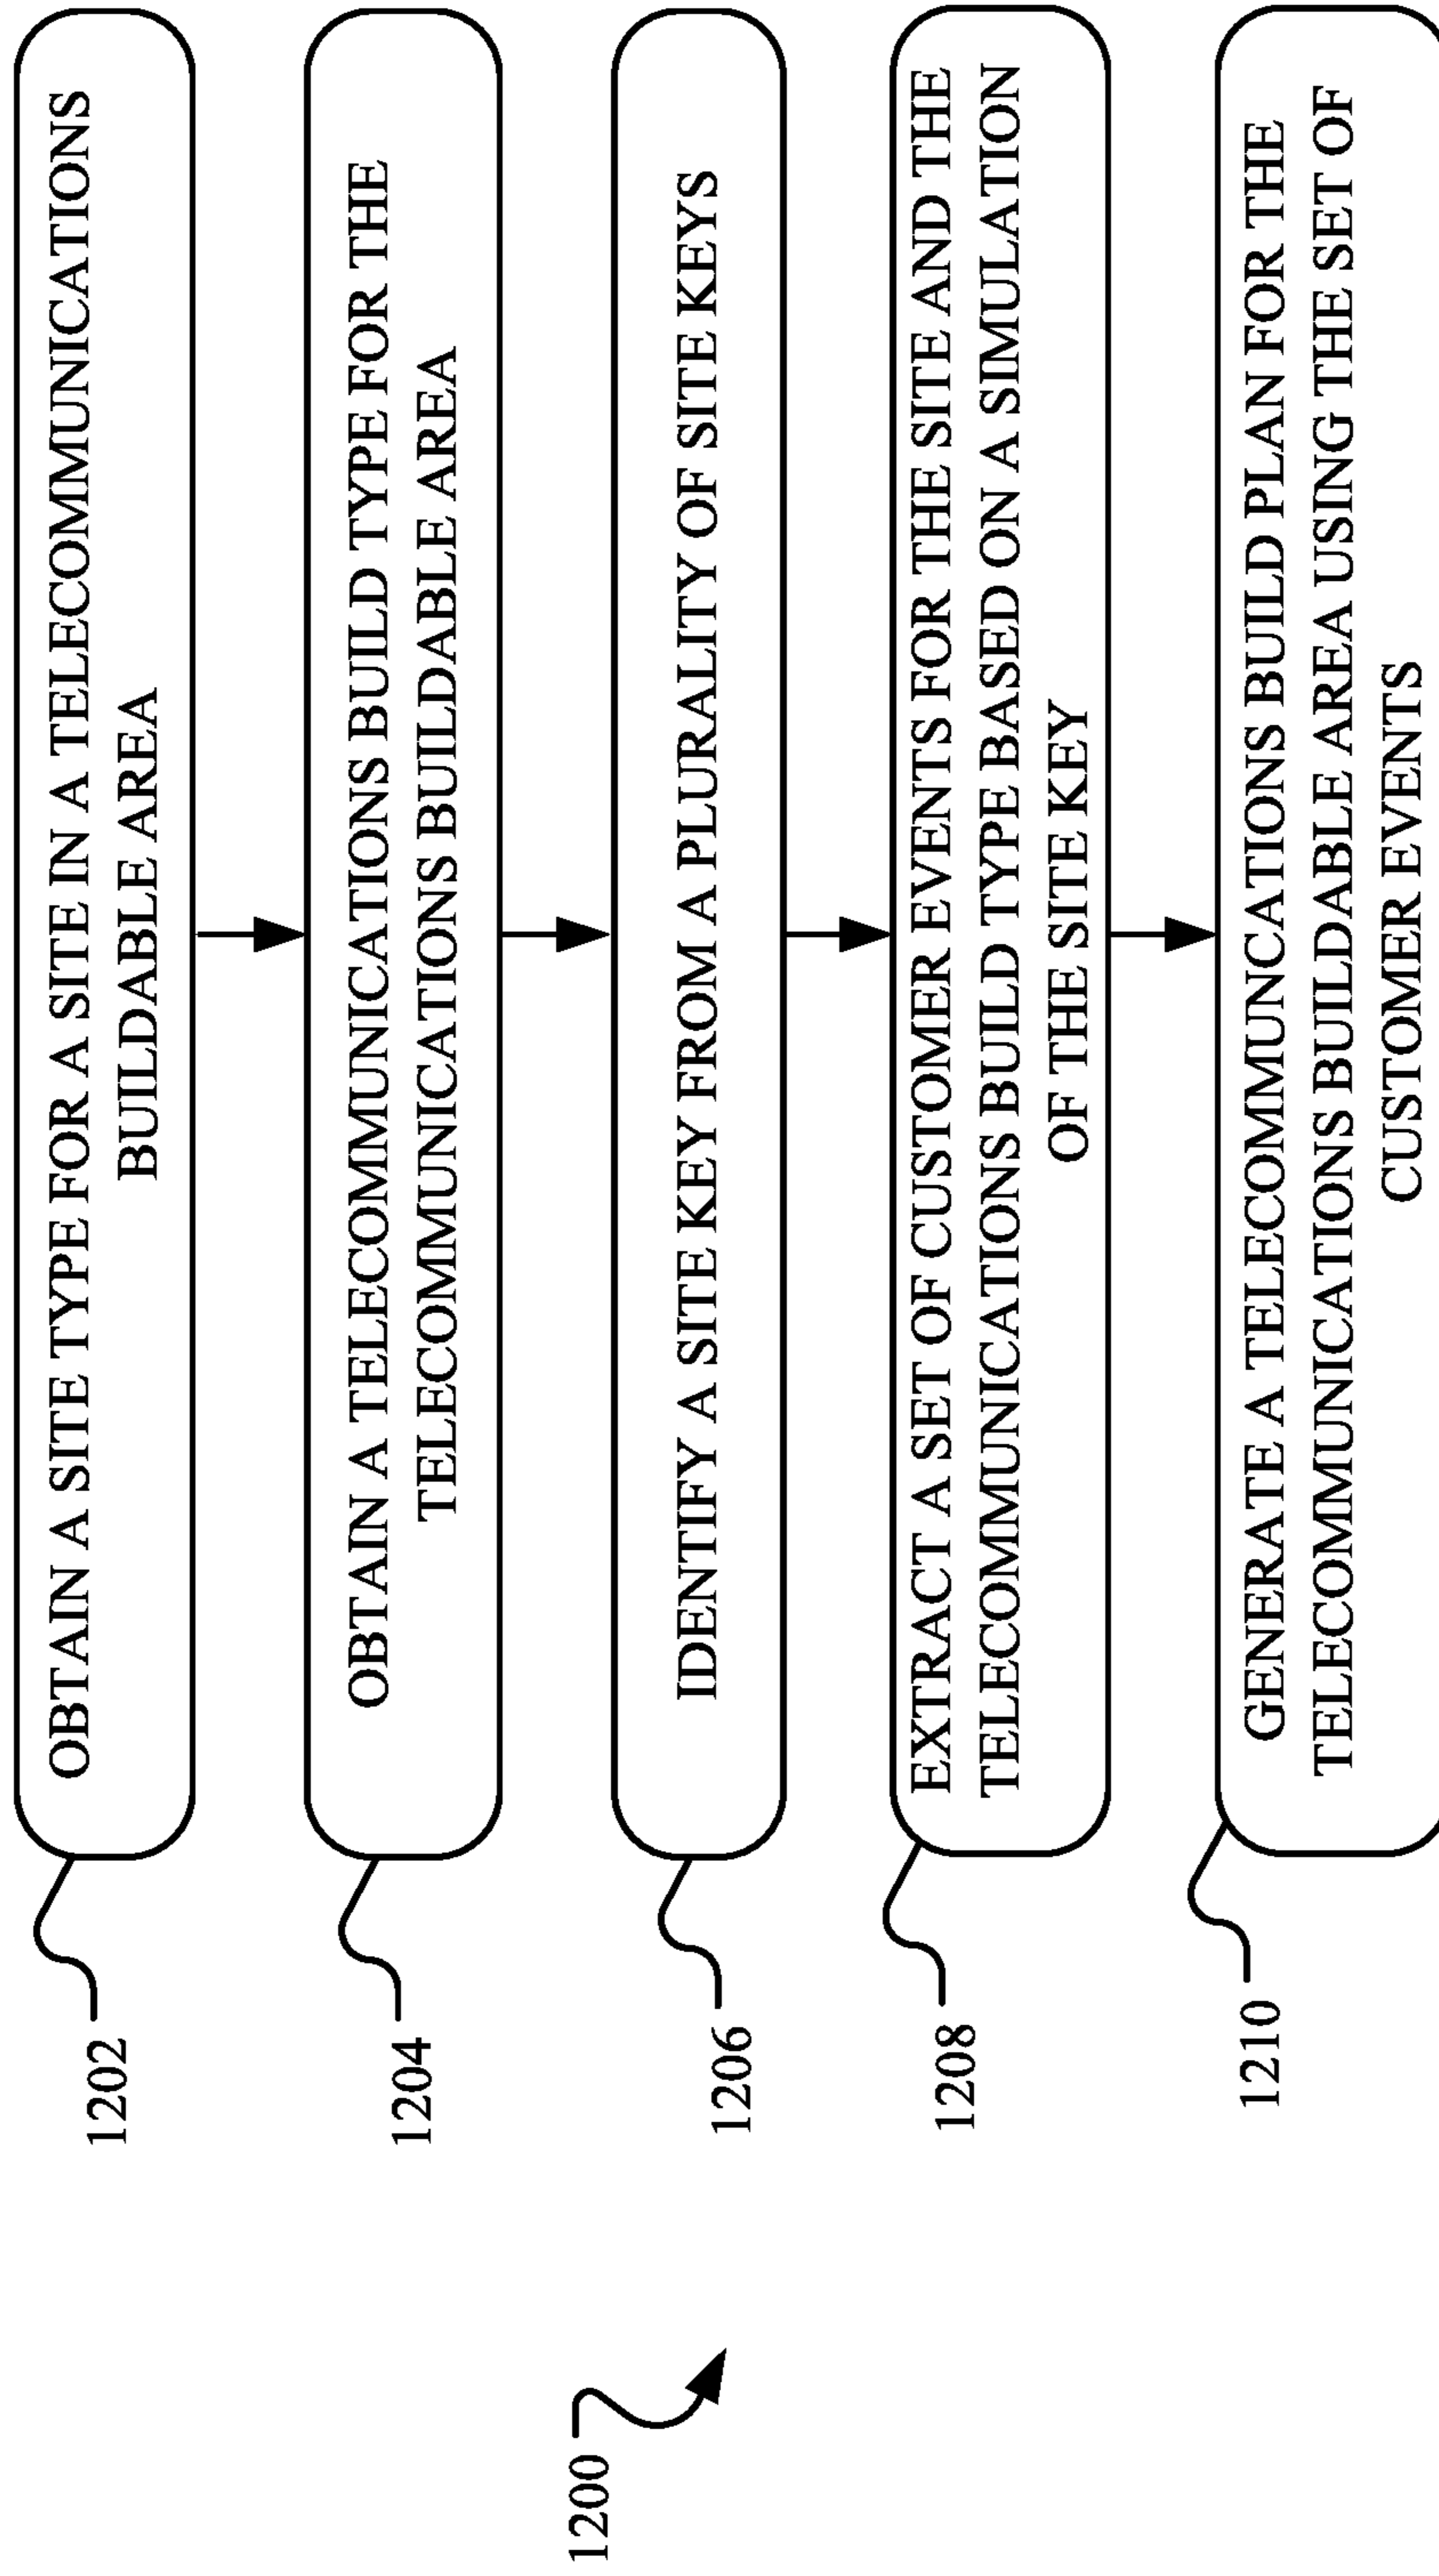 1200
1202
OBTAIN A SITE TYPE FOR A SITE IN A TELECOMMUNICATIONS
BUILDABLE AREA
1204
OBTAIN A TELECOMMUNICATIONS BUILD TYPE FOR THE
TELECOMMUNICATIONS BUILDABLE AREA
1206
IDENTIFY A SITE KEY FROM A PLURALITY OF SITE KEYS
1208
EXTRACT A SET OF CUSTOMER EVENTS FOR THE SITE AND THE
TELECOMMUNICATIONS BUILD TYPE BASED ON A SIMULATION
OF THE SITE KEY
1210
GENERATE A TELECOMMUNCATIONS BUILD PLAN FOR THE
TELECOMMUNICATIONS BUILDABLE AREA USING THE SET OF
CUSTOMER EVENTS